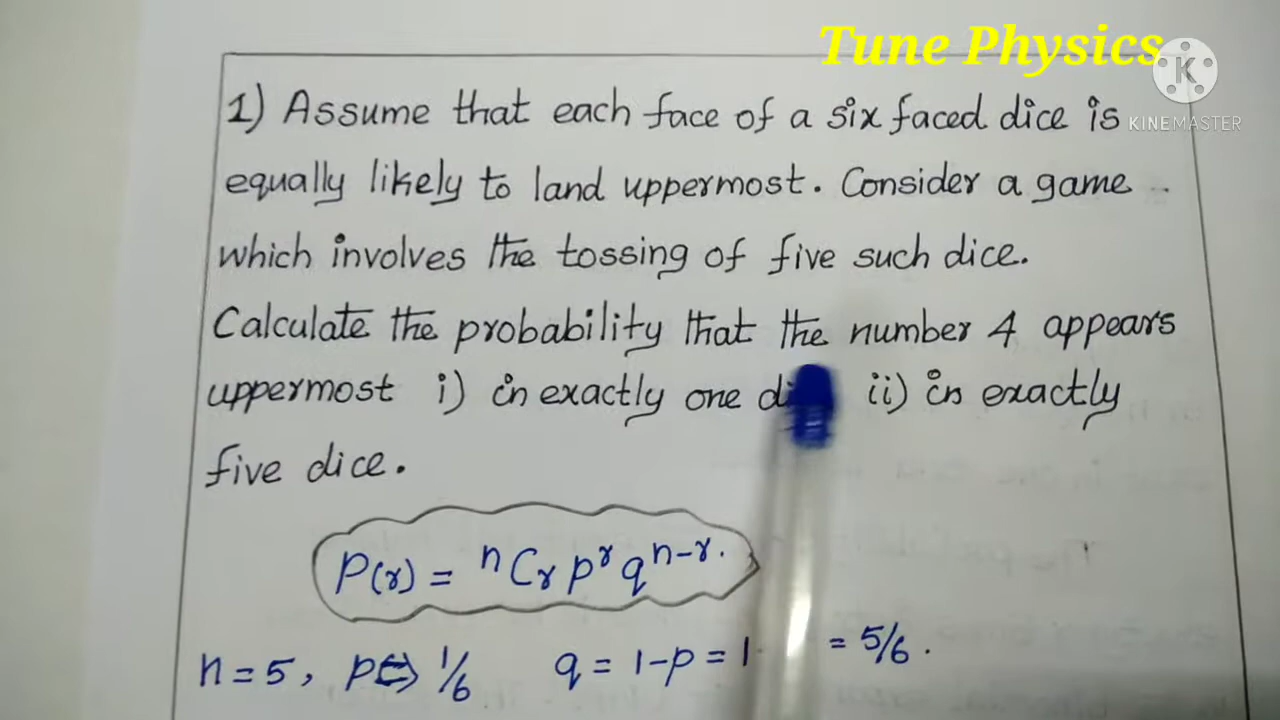 Tune Physics
K
KINEMASTER
1) Assume that each face of a six faced dice is
equally likely to land uppermost. Consider a game
which involves the tossing of five such dice.
Calculate the probability that the number 4 appears
uppermost i) in exactly one ii) in exactly
five dice.
P(r) = ⁿCᵣ pʳ qⁿ⁻ʳ.
n = 5, p ⇔ 1/6 q = 1-p = 1 = 5/6.